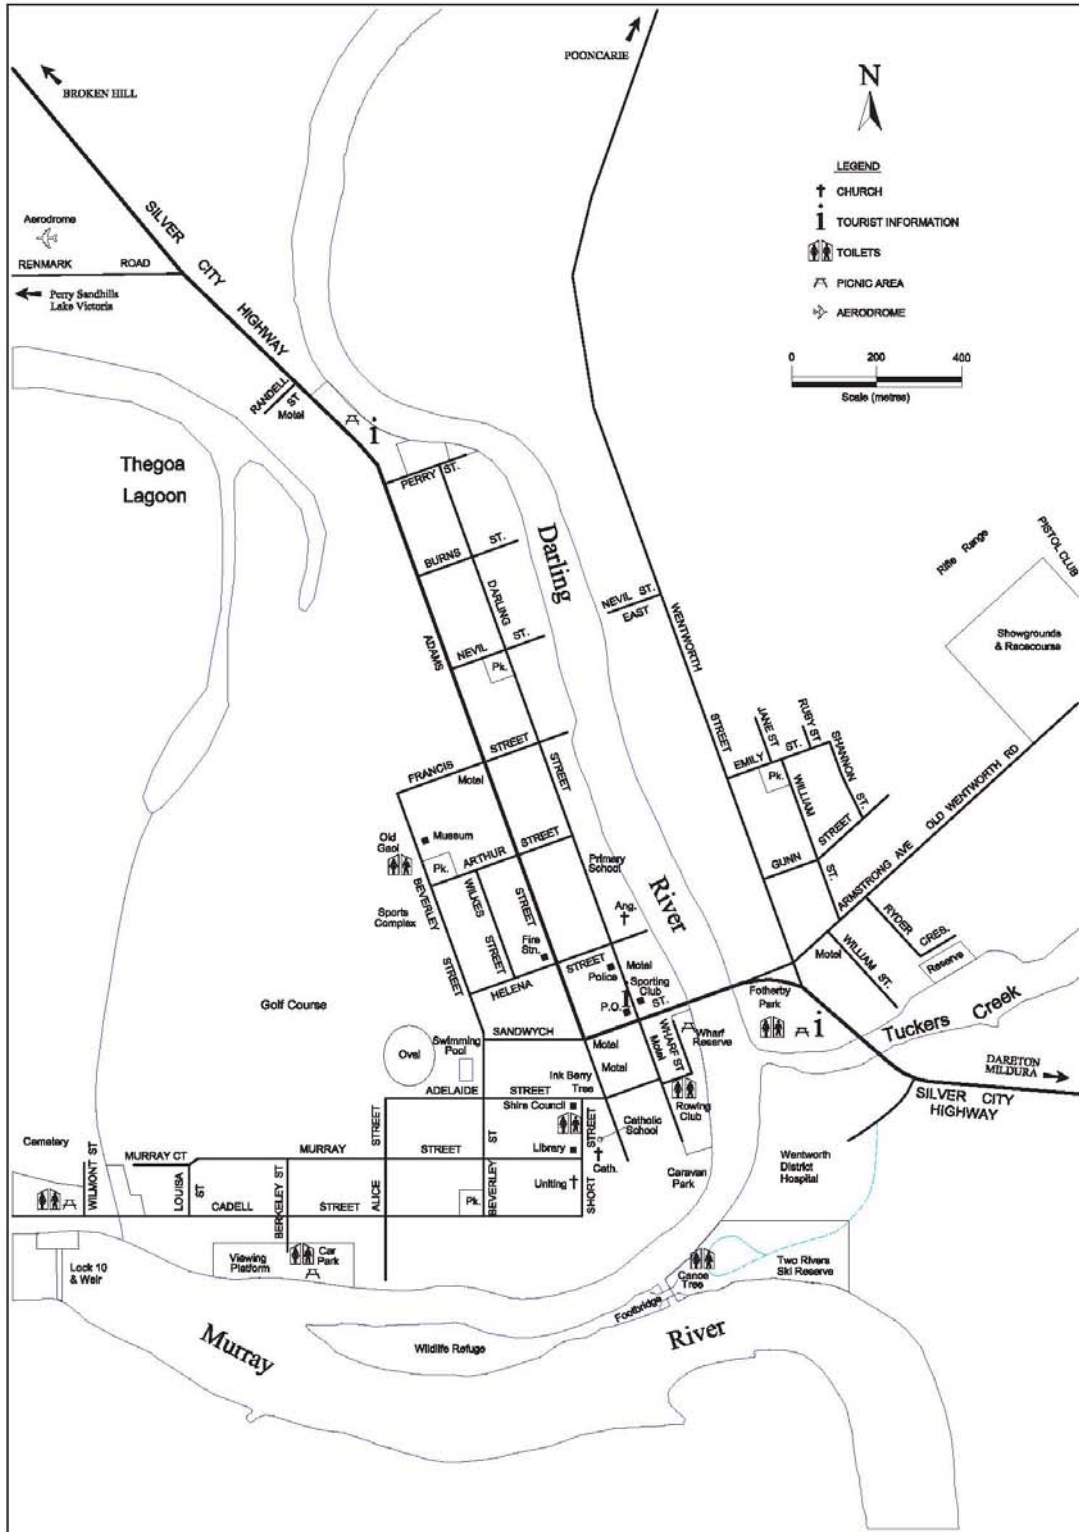 POONCARIE
BROKEN HILL
N
LEGEND
CHURCH
i TOURIST INFORMATION
TOILETS
PICNIC AREA
AERODROME
0 200 400
Scale (metres)
Aerodrome
RENMARK ROAD
Perry Sandhills
Lake Victoria
SILVER CITY HIGHWAY
RANDELL ST
Motel
i
Thegoa
Lagoon
PERRY ST.
BURNS ST.
DARLING
Darling
NEVIL ST.
EAST
WENTWORTH
ADAMS
NEVIL ST.
Pk.
Rifle Range
PISTOL CLUB
Showgrounds
& Racecourse
JANE ST
RUBY ST
SHANNON ST.
STREET
EMILY ST.
Pk.
WILLIAM ST.
GUNN STREET
ARMSTRONG AVE
OLD WENTWORTH RD
FRANCIS STREET
Motel
STREET
Museum
Old
Gaol
Pk.
ARTHUR STREET
Primary
School
River
BEVERLEY STREET
WILKES STREET
STREET
Sports
Complex
Ang.
Fire
Stn.
HELENA STREET
Police
Motel
Sporting
Club
P.O.
i
ST.
RYDER CRES.
Reserve
Motel
WILLIAM ST.
Fotherby
Park
i
Tuckers Creek
Golf Course
SANDWYCH
Oval
Swimming
Pool
Motel
Motel
Motel
WHARF ST
Wharf
Reserve
DARETON
MILDURA
SILVER CITY
HIGHWAY
Ink Berry
Tree
ADELAIDE STREET
Shire Council
Rowing
Club
Catholic
School
Cath.
Library
Uniting
SHORT STREET
Caravan
Park
Wentworth
District
Hospital
Cemetery
WILMONT ST
MURRAY CT
MURRAY STREET
LOUISA ST
BERKELEY ST
ALICE STREET
BEVERLEY ST
CADELL STREET
Pk.
Lock 10
& Weir
Viewing
Platform
Car
Park
Canoe
Tree
Two Rivers
Ski Reserve
Footbridge
Wildlife Refuge
Murray River